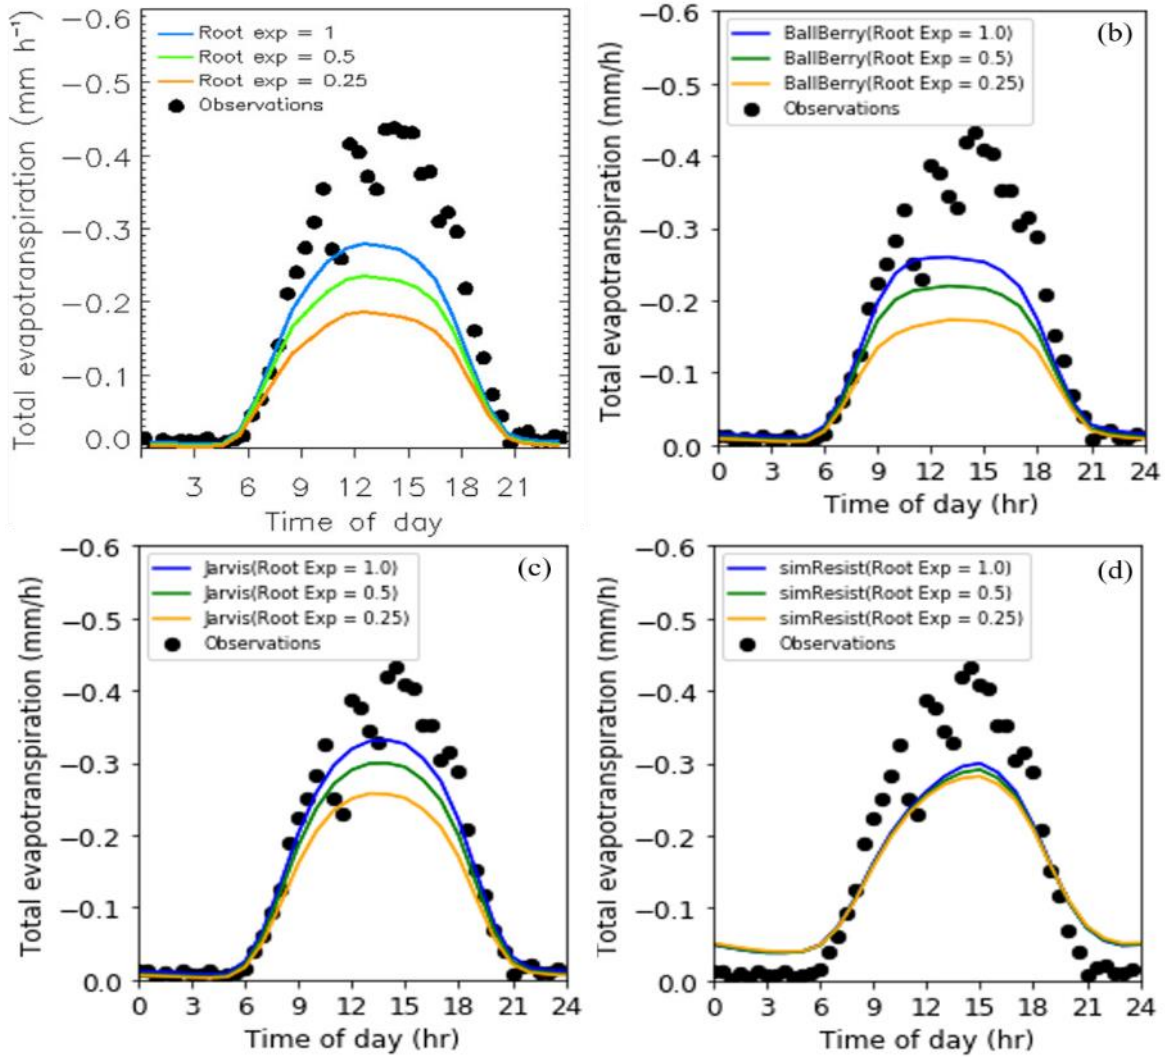 Root exp = 1
Root exp = 0.5
Root exp = 0.25
Observations
Total evapotranspiration (mm h⁻¹)
−0.6
−0.5
−0.4
−0.3
−0.2
−0.1
0.0
3 6 9 12 15 18 21
Time of day
(b)
BallBerry(Root Exp = 1.0)
BallBerry(Root Exp = 0.5)
BallBerry(Root Exp = 0.25)
Observations
Total evapotranspiration (mm/h)
−0.6
−0.5
−0.4
−0.3
−0.2
−0.1
0.0
0 3 6 9 12 15 18 21 24
Time of day (hr)
(c)
Jarvis(Root Exp = 1.0)
Jarvis(Root Exp = 0.5)
Jarvis(Root Exp = 0.25)
Observations
Total evapotranspiration (mm/h)
−0.6
−0.5
−0.4
−0.3
−0.2
−0.1
0.0
0 3 6 9 12 15 18 21 24
Time of day (hr)
(d)
simResist(Root Exp = 1.0)
simResist(Root Exp = 0.5)
simResist(Root Exp = 0.25)
Observations
Total evapotranspiration (mm/h)
−0.6
−0.5
−0.4
−0.3
−0.2
−0.1
0.0
0 3 6 9 12 15 18 21 24
Time of day (hr)